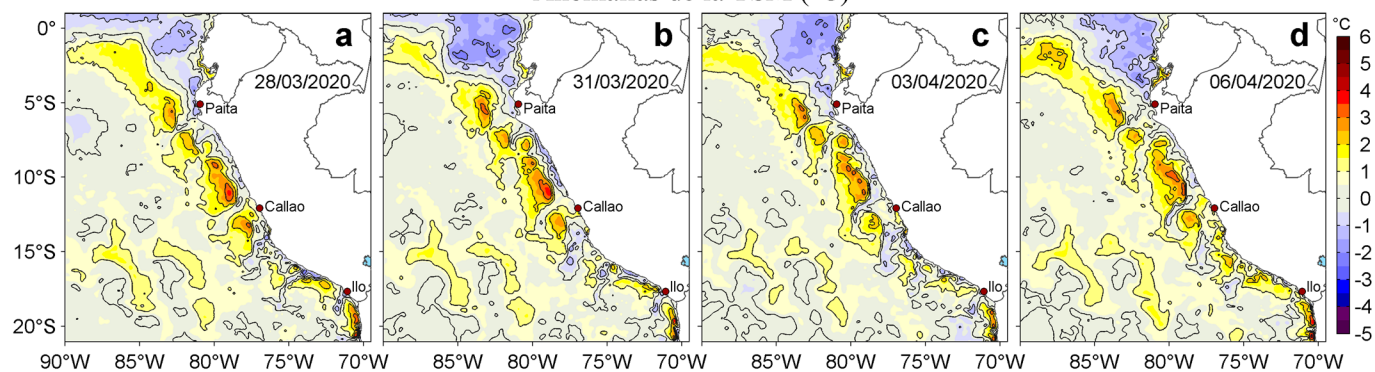 a
b
c
d
°C
28/03/2020
31/03/2020
03/04/2020
06/04/2020
Paita
Paita
Paita
Paita
Callao
Callao
Callao
Callao
Ilo
Ilo
Ilo
Ilo
0°
5°S
10°S
15°S
20°S
90°W 85°W 80°W 75°W 70°W
85°W 80°W 75°W 70°W
85°W 80°W 75°W 70°W
85°W 80°W 75°W 70°W
6
5
4
3
2
1
0
-1
-2
-3
-4
-5